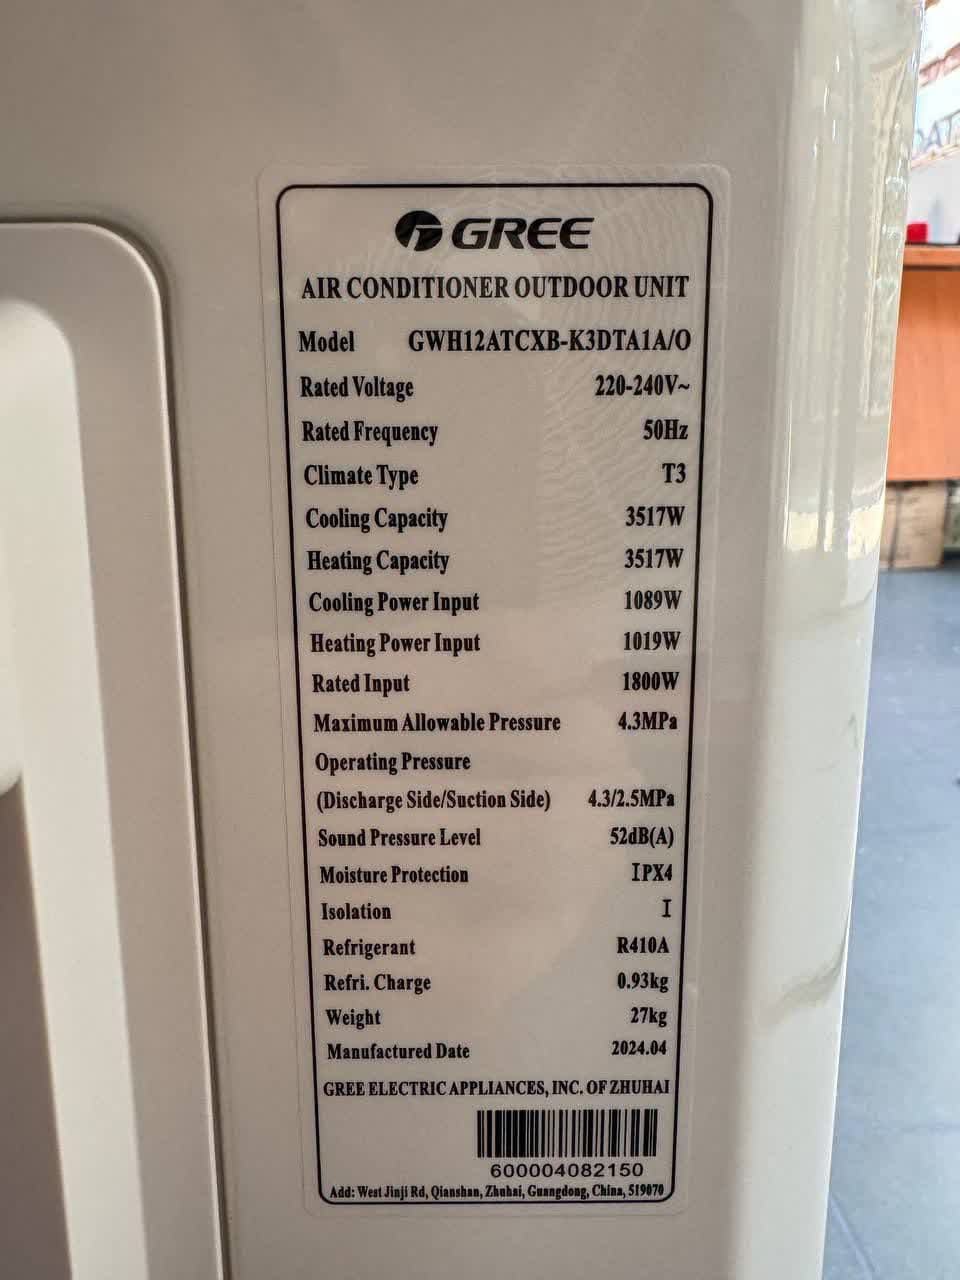 GREE
AIR CONDITIONER OUTDOOR UNIT
Model GWH12ATCXB-K3DTA1A/O
Rated Voltage 220-240V~
Rated Frequency 50Hz
Climate Type T3
Cooling Capacity 3517W
Heating Capacity 3517W
Cooling Power Input 1089W
Heating Power Input 1019W
Rated Input 1800W
Maximum Allowable Pressure 4.3MPa
Operating Pressure
(Discharge Side/Suction Side) 4.3/2.5MPa
Sound Pressure Level 52dB(A)
Moisture Protection IPX4
Isolation I
Refrigerant R410A
Refri. Charge 0.93kg
Weight 27kg
Manufactured Date 2024.04
GREE ELECTRIC APPLIANCES, INC. OF ZHUHAI
600004082150
Add: West Jinji Rd, Qianshan, Zhuhai, Guangdong, China, 519070